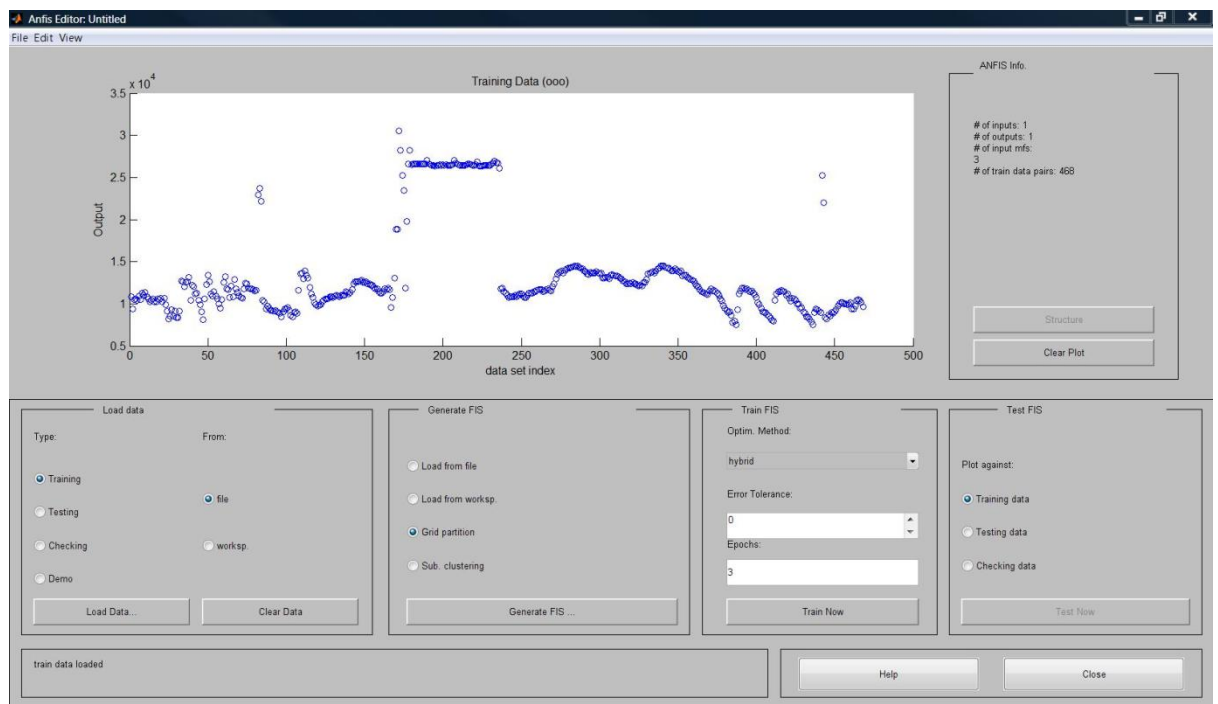 Anfis Editor: Untitled
File Edit View
Training Data (ooo)
x 10^4
3.5
3
2.5
2
1.5
1
0.5
Output
0 50 100 150 200 250 300 350 400 450 500
data set index
ANFIS Info.
# of inputs: 1
# of outputs: 1
# of input mfs:
3
# of train data pairs: 468
Structure
Clear Plot
Load data
Type:
From:
Training
Testing
Checking
Demo
file
worksp.
Load Data...
Clear Data
Generate FIS
Load from file
Load from worksp.
Grid partition
Sub. clustering
Generate FIS ...
Train FIS
Optim. Method:
hybrid
Error Tolerance:
0
Epochs:
3
Train Now
Test FIS
Plot against:
Training data
Testing data
Checking data
Test Now
train data loaded
Help
Close